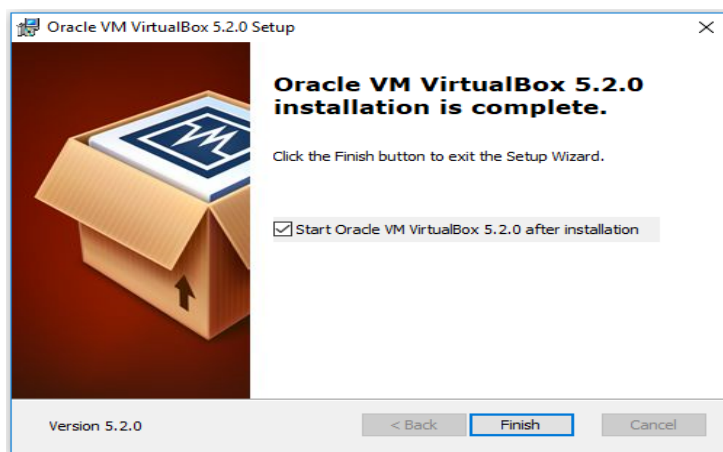 Oracle VM VirtualBox 5.2.0 Setup
Oracle VM VirtualBox 5.2.0
installation is complete.
Click the Finish button to exit the Setup Wizard.
Start Oracle VM VirtualBox 5.2.0 after installation
Version 5.2.0
< Back
Finish
Cancel